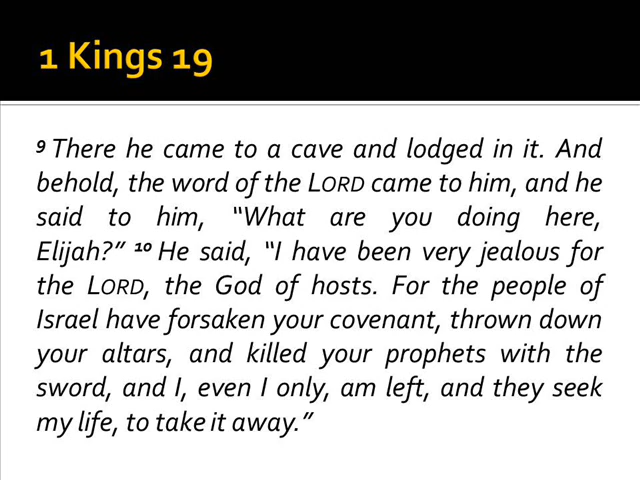 1 Kings 19
9 There he came to a cave and lodged in it. And
behold, the word of the LORD came to him, and he
said to him, “What are you doing here,
Elijah?” 10 He said, “I have been very jealous for
the LORD, the God of hosts. For the people of
Israel have forsaken your covenant, thrown down
your altars, and killed your prophets with the
sword, and I, even I only, am left, and they seek
my life, to take it away.”